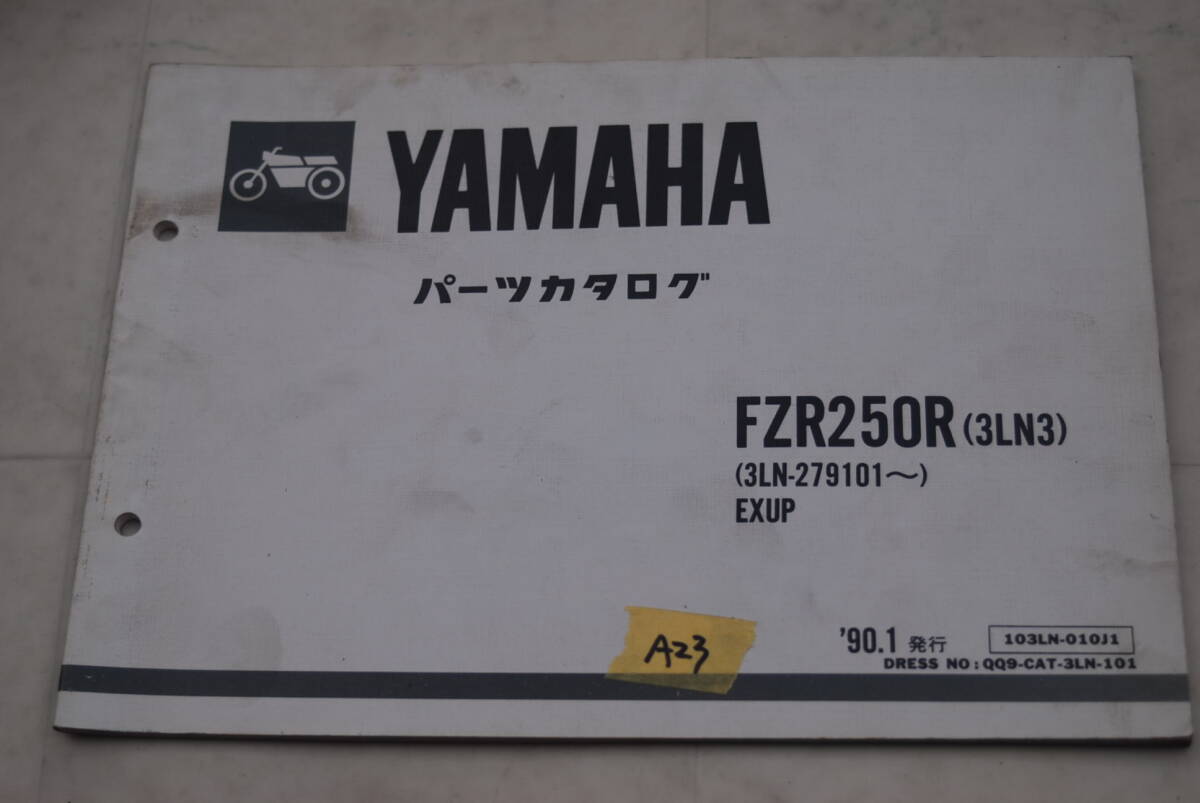 YAMAHA
パーツカタログ
FZR250R (3LN3)
(3LN-279101～)
EXUP
A23
'90.1 発行
103LN-010J1
DRESS NO : QQ9-CAT-3LN-101